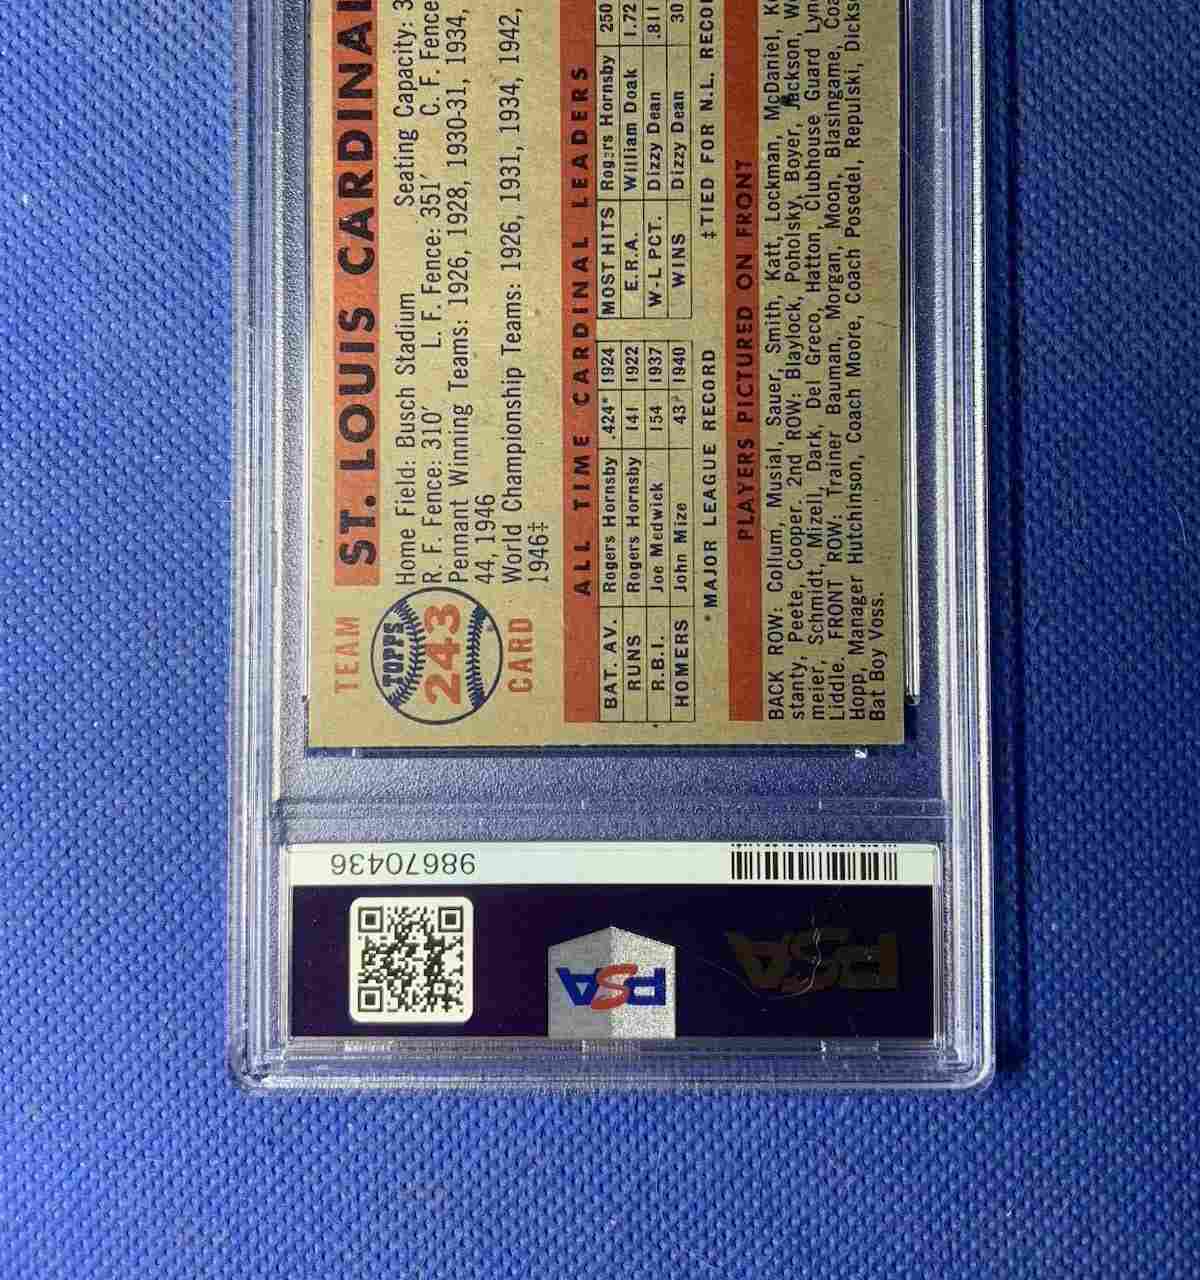 TEAM
TOPPS
243
CARD
ST. LOUIS CARDINAL
Home Field: Busch Stadium Seating Capacity: 3
R. F. Fence: 310' L. F. Fence: 351' C. F. Fence
Pennant Winning Teams: 1926, 1928, 1930-31, 1934,
44, 1946
World Championship Teams: 1926, 1931, 1934, 1942,
1946‡
ALL TIME CARDINAL LEADERS
BAT. AV. Rogers Hornsby .424* 1924
RUNS Rogers Hornsby 141 1922
R.B.I. Joe Medwick 154 1937
HOMERS John Mize 43 1940
MOST HITS Rogers Hornsby 250
E.R.A. William Doak 1.72
W-L PCT. Dizzy Dean .811
WINS Dizzy Dean 30
*MAJOR LEAGUE RECORD ‡TIED FOR N.L. RECO
PLAYERS PICTURED ON FRONT
BACK ROW: Collum, Musial, Sauer, Smith, Katt, Lockman, McDaniel,
stanty, Peete, Cooper. 2nd ROW: Blaylock, Poholsky, Boyer, Jackson,
meier, Schmidt, Mizell, Dark, Del Greco, Hatton, Clubhouse Guard
Liddle. FRONT ROW: Trainer Bauman, Morgan, Moon, Blasingame,
Hopp, Manager Hutchinson, Coach Moore, Coach Posedel, Repulski,
Bat Boy Voss.
98670436
PSA
PSA